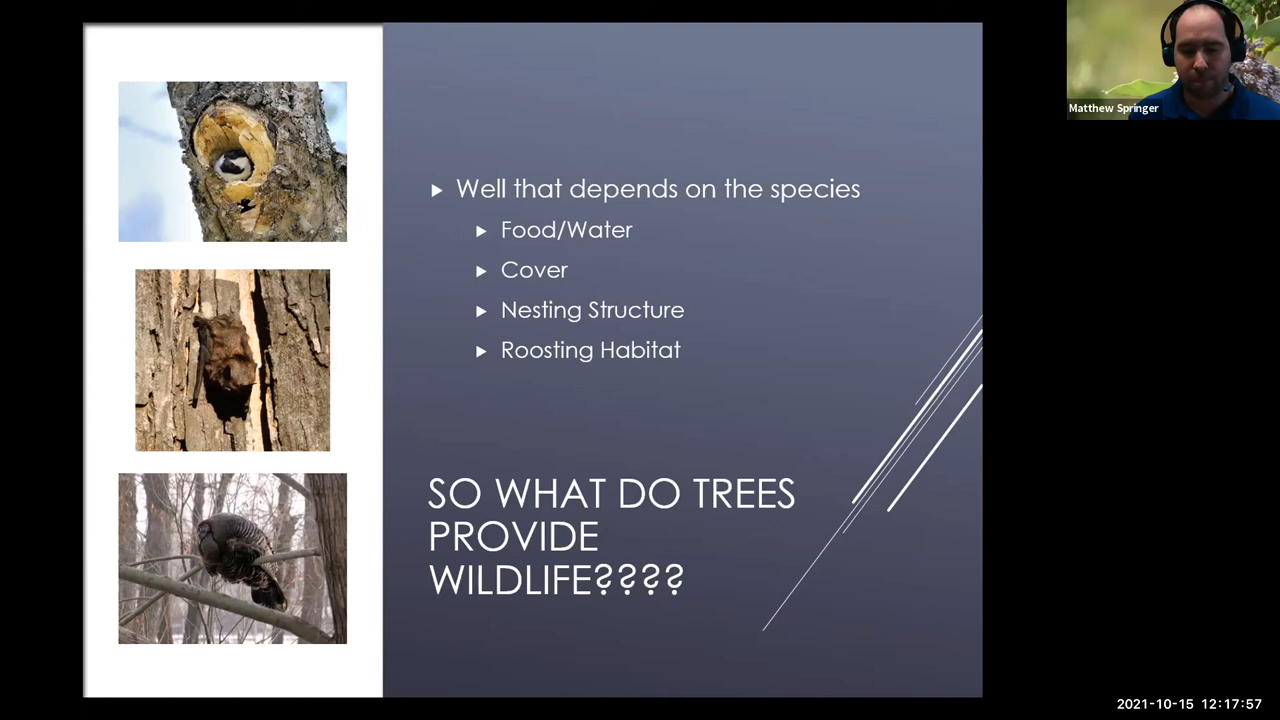 Well that depends on the species
Food/Water
Cover
Nesting Structure
Roosting Habitat
SO WHAT DO TREES
PROVIDE
WILDLIFE????
Matthew Springer
2021-10-15 12:17:57